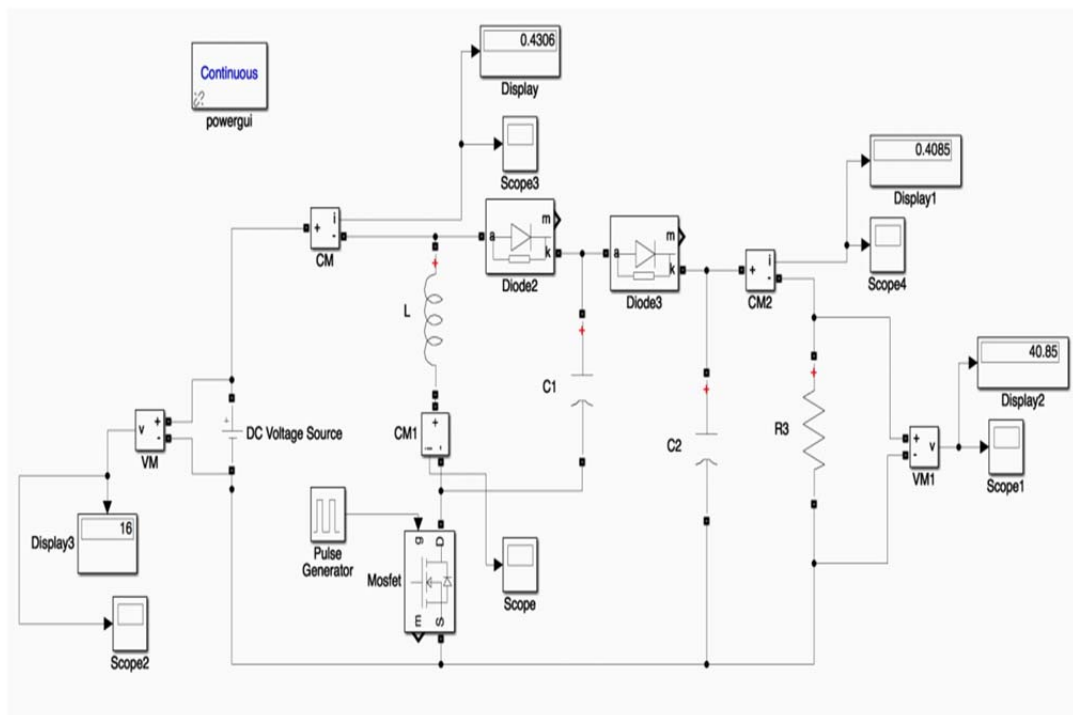 0.4306
Display
Continuous
powergui
Scope3
0.4085
Display1
i
+
-
CM
m
a
k
Diode2
m
a
k
Diode3
i
+
-
CM2
Scope4
+
L
+
C1
+
C2
+
R3
40.85
Display2
+
-
v
VM1
Scope1
v
+
-
VM
+
DC Voltage Source
CM1
+
i
-
Display3
16
Scope2
Pulse
Generator
Mosfet
g
D
m
S
Scope